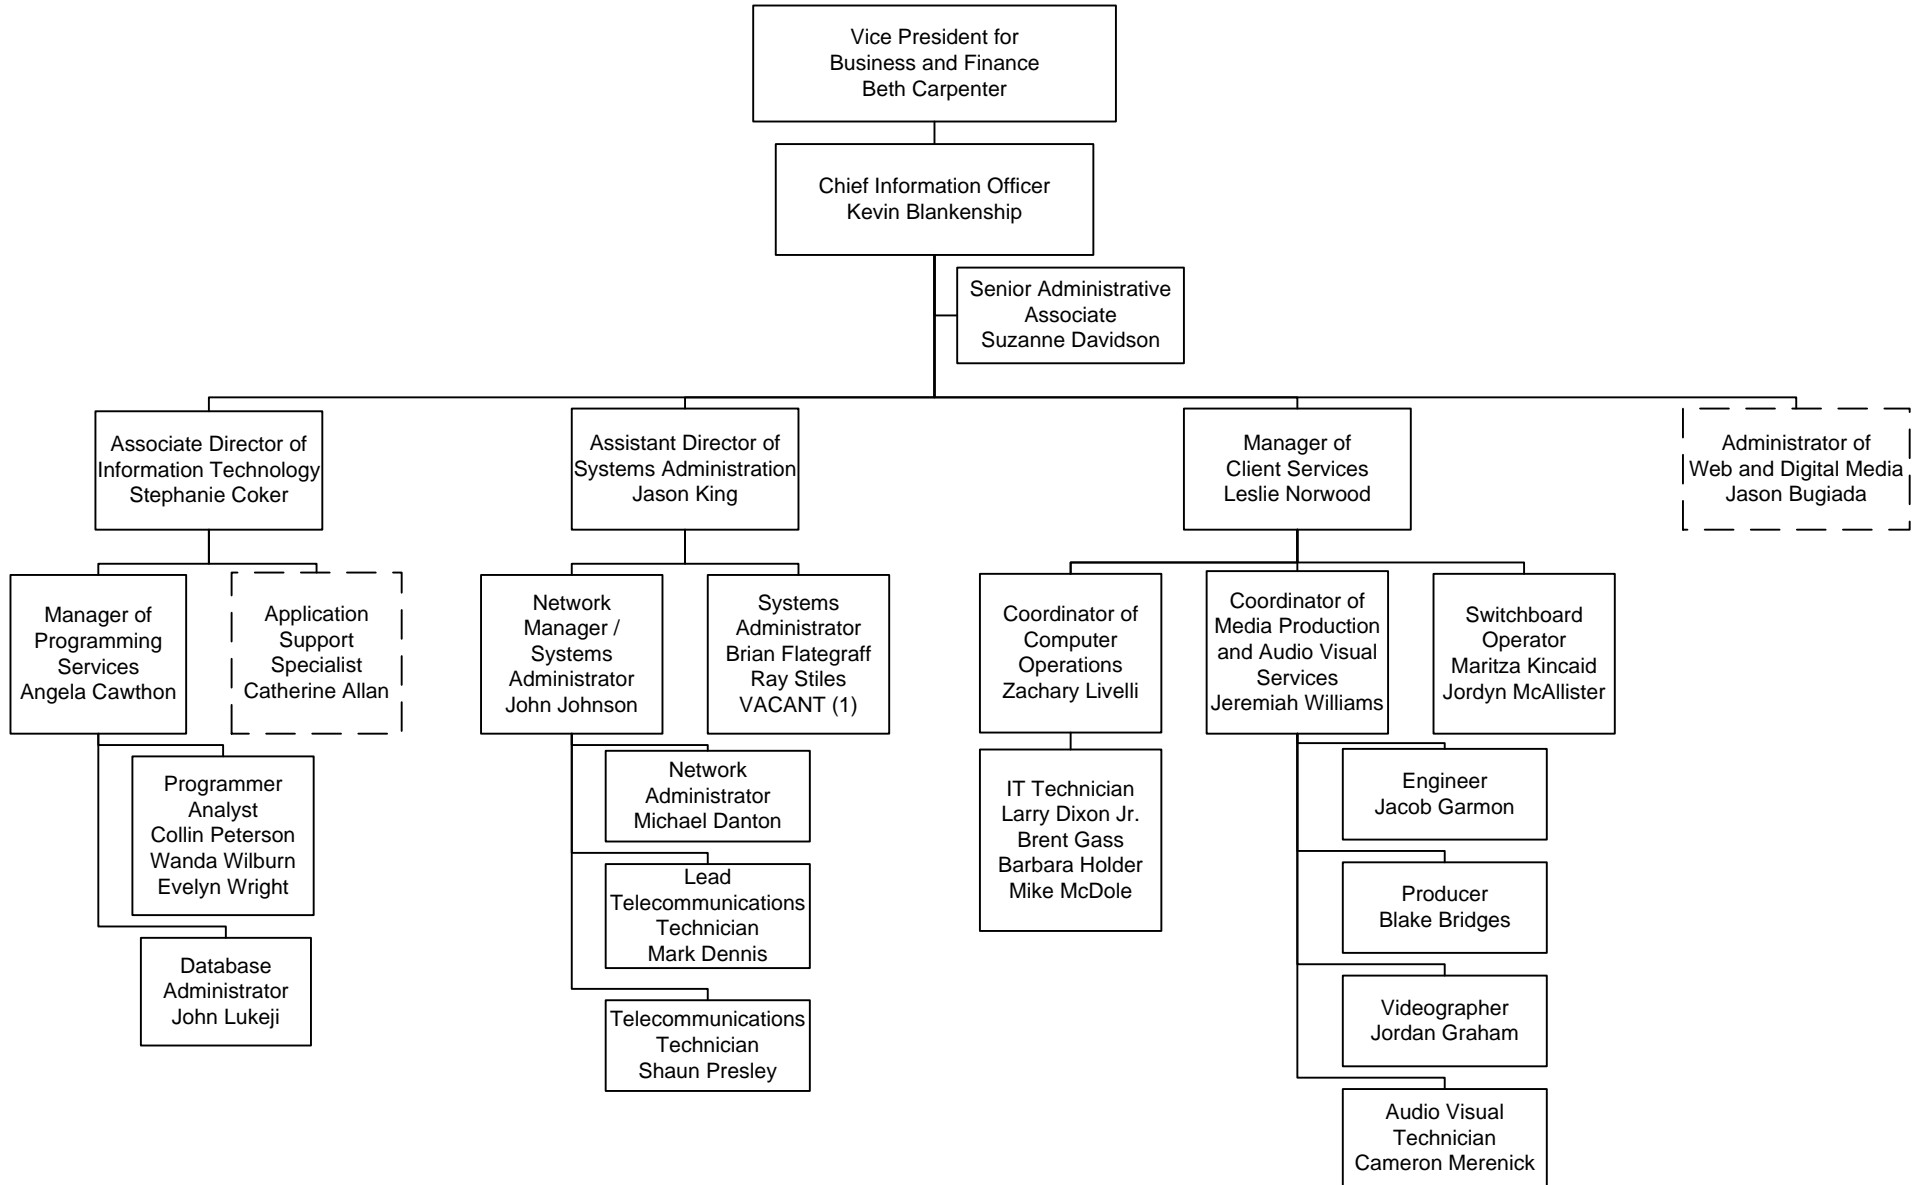 Vice President for
Business and Finance
Beth Carpenter
Chief Information Officer
Kevin Blankenship
Senior Administrative
Associate
Suzanne Davidson
Associate Director of
Information Technology
Stephanie Coker
Assistant Director of
Systems Administration
Jason King
Manager of
Client Services
Leslie Norwood
Administrator of
Web and Digital Media
Jason Bugiada
Manager of
Programming
Services
Angela Cawthon
Application
Support
Specialist
Catherine Allan
Network
Manager /
Systems
Administrator
John Johnson
Systems
Administrator
Brian Flategraff
Ray Stiles
VACANT (1)
Coordinator of
Computer
Operations
Zachary Livelli
Coordinator of
Media Production
and Audio Visual
Services
Jeremiah Williams
Switchboard
Operator
Maritza Kincaid
Jordyn McAllister
Programmer
Analyst
Collin Peterson
Wanda Wilburn
Evelyn Wright
Database
Administrator
John Lukeji
Network
Administrator
Michael Danton
Lead
Telecommunications
Technician
Mark Dennis
Telecommunications
Technician
Shaun Presley
IT Technician
Larry Dixon Jr.
Brent Gass
Barbara Holder
Mike McDole
Engineer
Jacob Garmon
Producer
Blake Bridges
Videographer
Jordan Graham
Audio Visual
Technician
Cameron Merenick